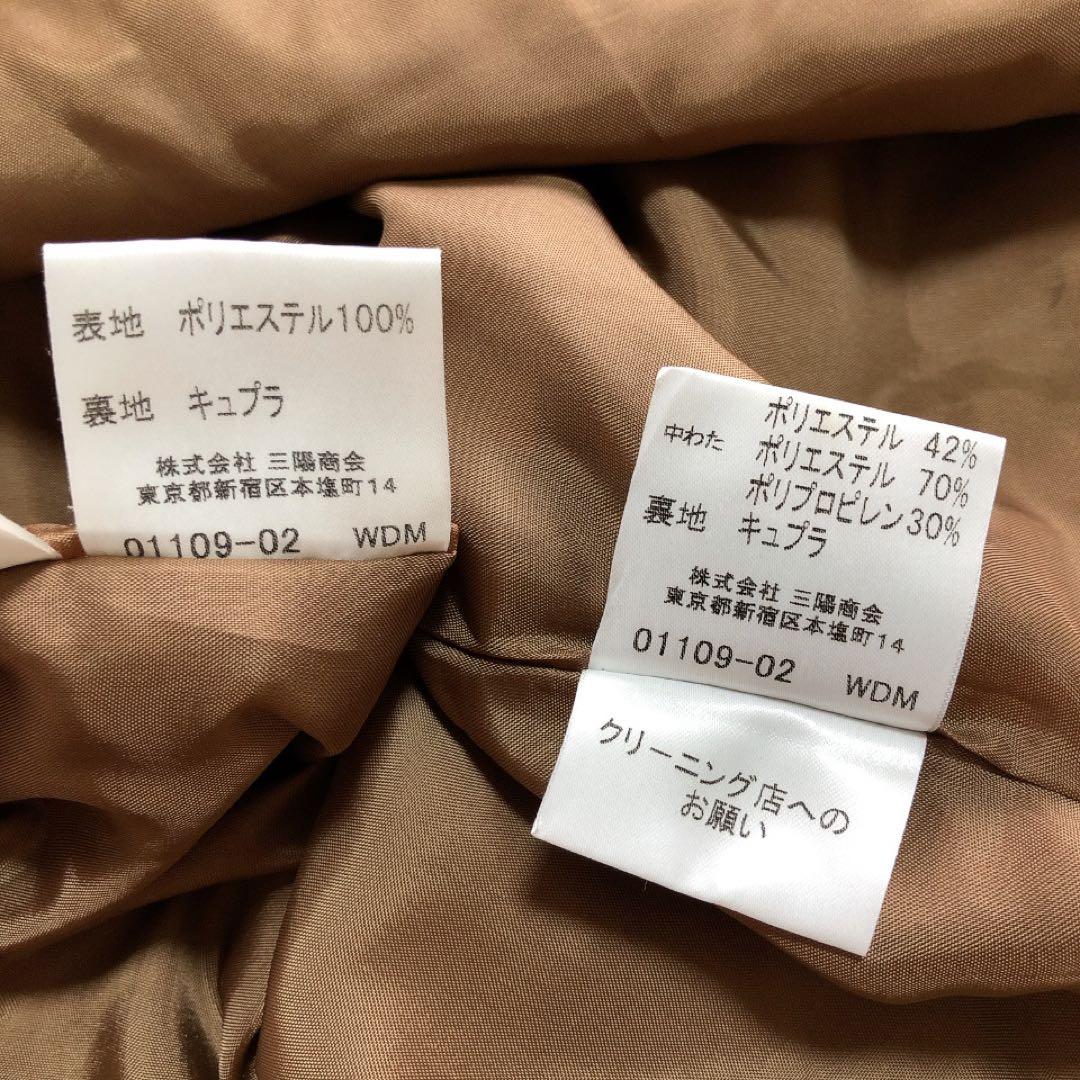 表地 ポリエステル100%
裏地 キュプラ
株式会社 三陽商会
東京都新宿区本塩町14
01109-02 WDM
ポリエステル 42%
中わた ポリエステル 70%
ポリプロピレン30%
裏地 キュプラ
株式会社 三陽商会
東京都新宿区本塩町14
01109-02 WDM
クリーニング店への
お願い